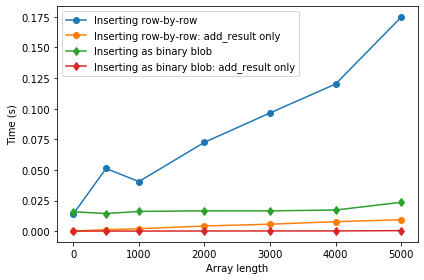 0.175
0.150
0.125
0.100
0.075
0.050
0.025
0.000
Time (s)
Inserting row-by-row
Inserting row-by-row: add_result only
Inserting as binary blob
Inserting as binary blob: add_result only
0 1000 2000 3000 4000 5000
Array length